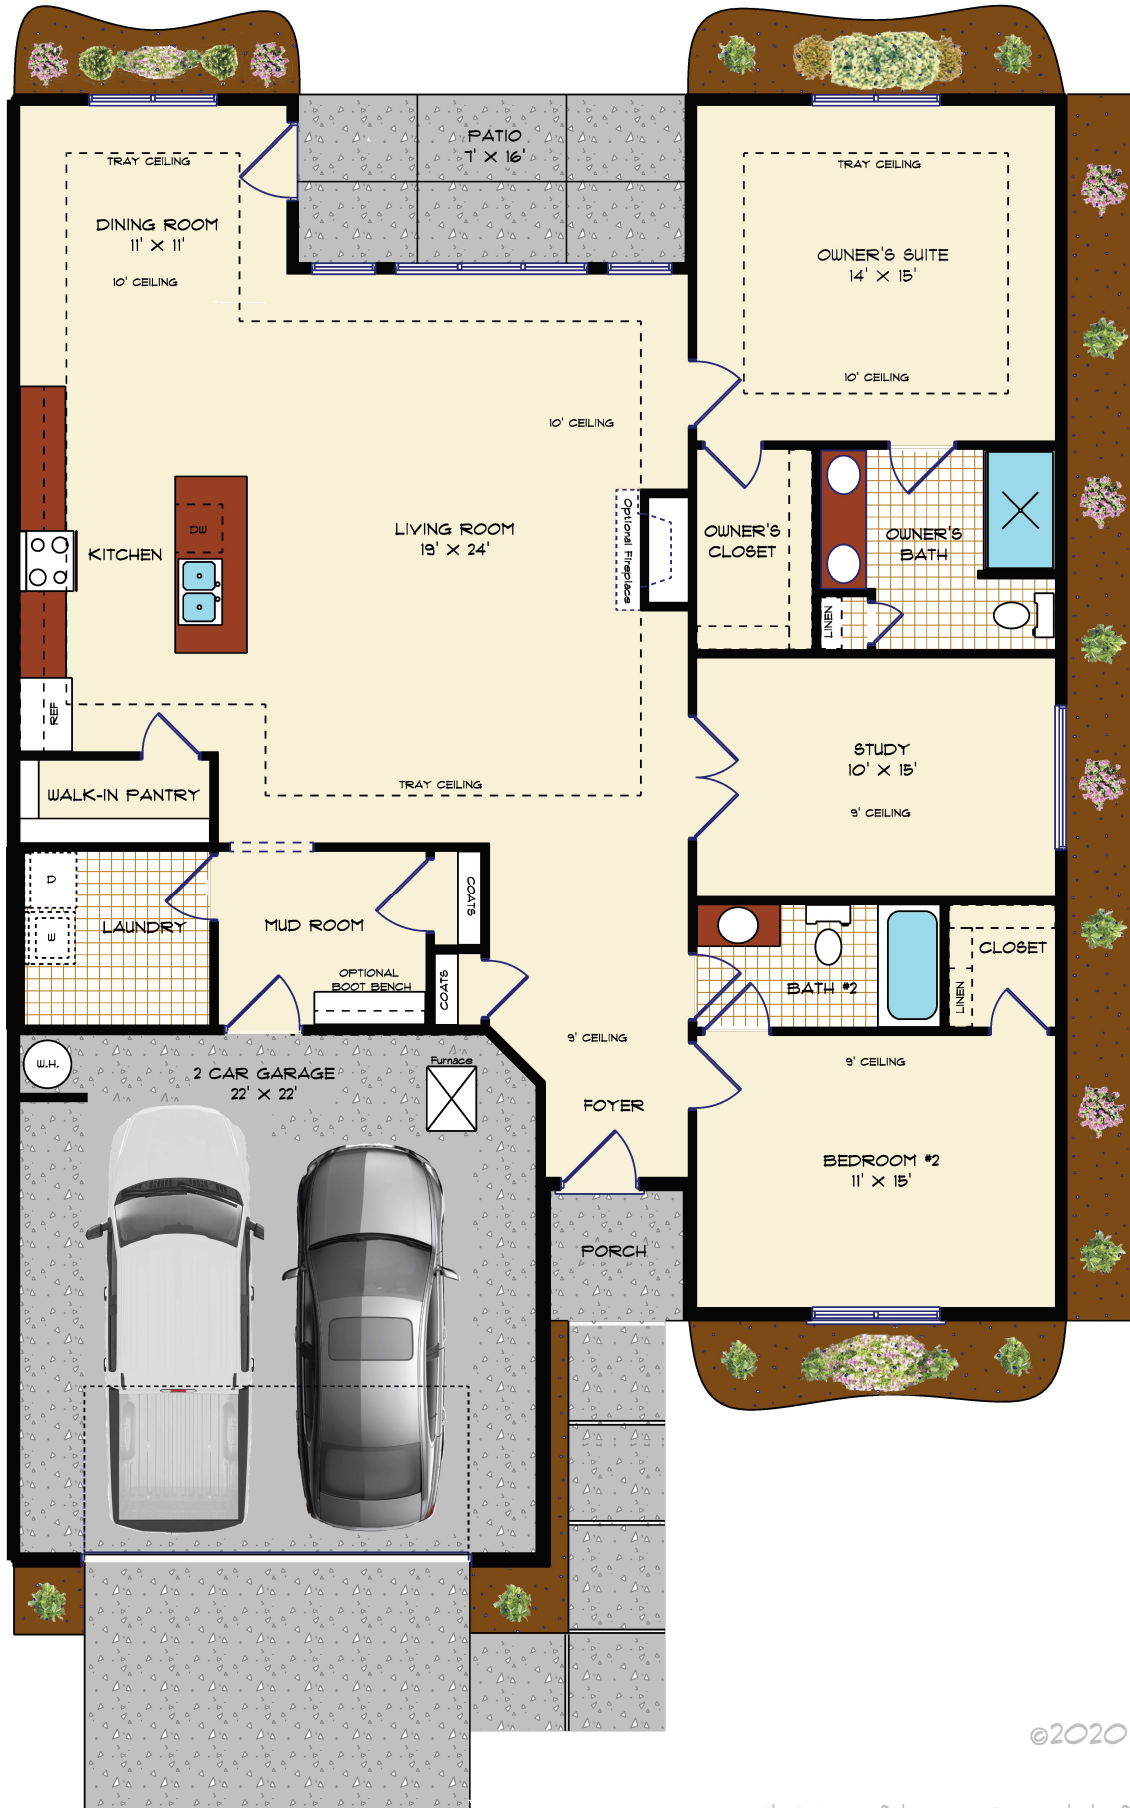 PATIO
7' X 16'
TRAY CEILING
DINING ROOM
11' X 11'
10' CEILING
TRAY CEILING
OWNER'S SUITE
14' X 15'
10' CEILING
10' CEILING
KITCHEN
DW
REF
LIVING ROOM
19' X 24'
Optional Fireplace
OWNER'S
CLOSET
OWNER'S
BATH
LINEN
TRAY CEILING
WALK-IN PANTRY
STUDY
10' X 15'
9' CEILING
D
LAUNDRY
MUD ROOM
COATS
OPTIONAL
BOOT BENCH
COATS
BATH #2
CLOSET
LINEN
9' CEILING
FOYER
9' CEILING
BEDROOM #2
11' X 15'
W.H.
2 CAR GARAGE
22' X 22'
Furnace
PORCH
©2020